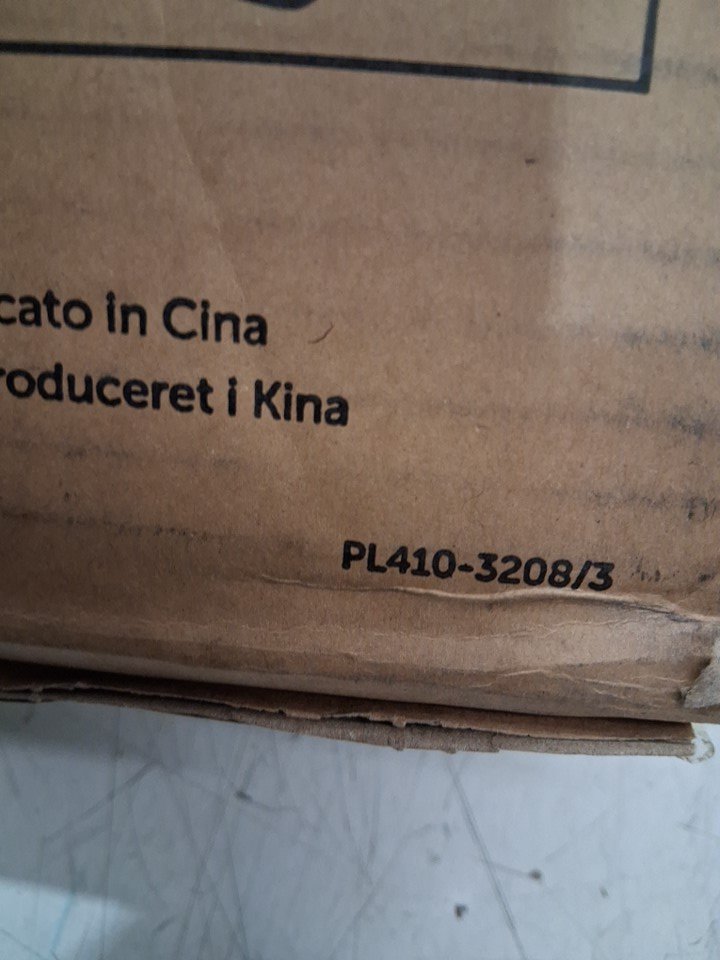 cato in Cina
roduceret i Kina
PL410-3208/3